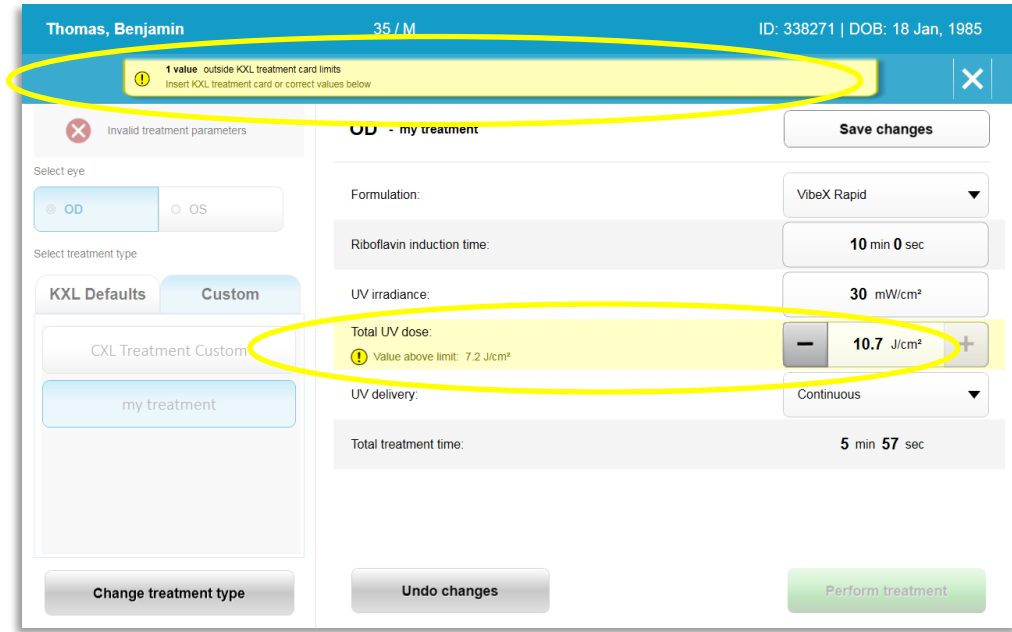 Thomas, Benjamin 35 / M ID: 338271 | DOB: 18 Jan, 1985
1 value outside KXL treatment card limits
Insert KXL treatment card or correct values below
Invalid treatment parameters
OD - my treatment
Save changes
Select eye
OD OS
Select treatment type
KXL Defaults Custom
CXL Treatment Custom
my treatment
Change treatment type
Formulation: VibeX Rapid
Riboflavin induction time: 10 min 0 sec
UV irradiance: 30 mW/cm²
Total UV dose: 10.7 J/cm²
Value above limit: 7.2 J/cm²
UV delivery: Continuous
Total treatment time: 5 min 57 sec
Undo changes
Perform treatment